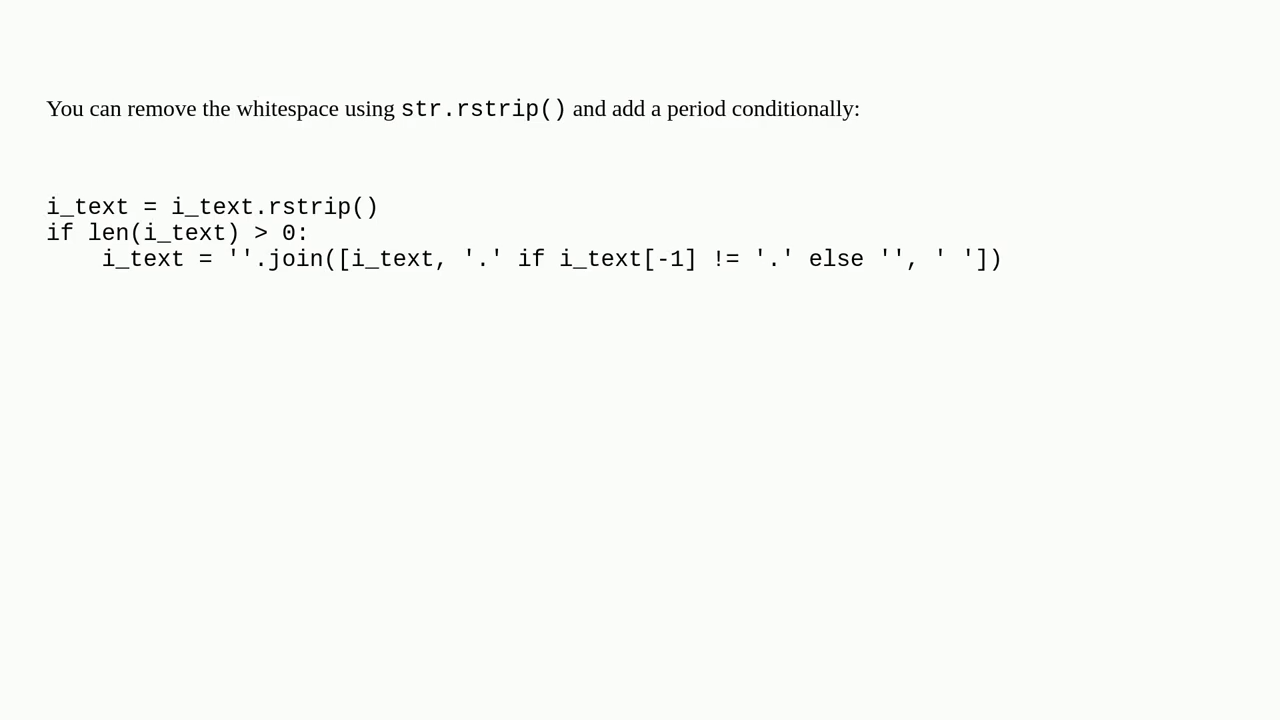 You can remove the whitespace using str.rstrip() and add a period conditionally:
i_text = i_text.rstrip()
if len(i_text) > 0:
    i_text = ''.join([i_text, '.' if i_text[-1] != '.' else '', ' '])